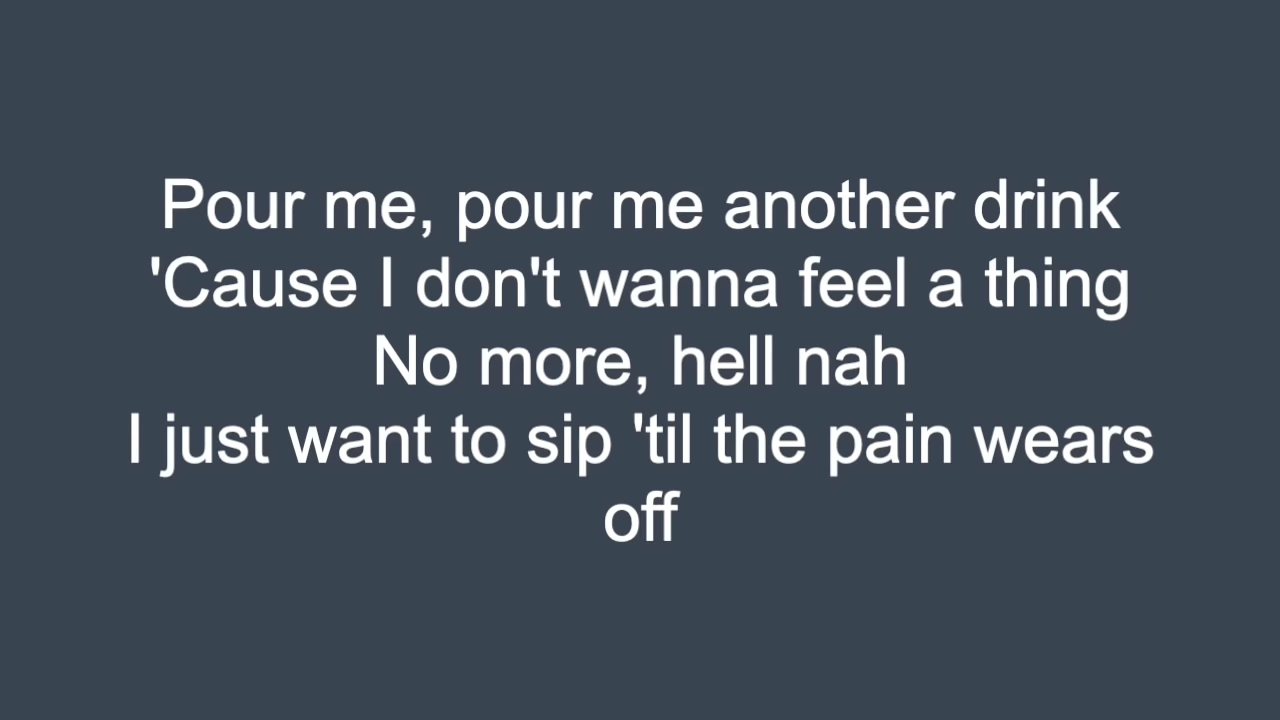 Pour me, pour me another drink
'Cause I don't wanna feel a thing
No more, hell nah
I just want to sip 'til the pain wears
off